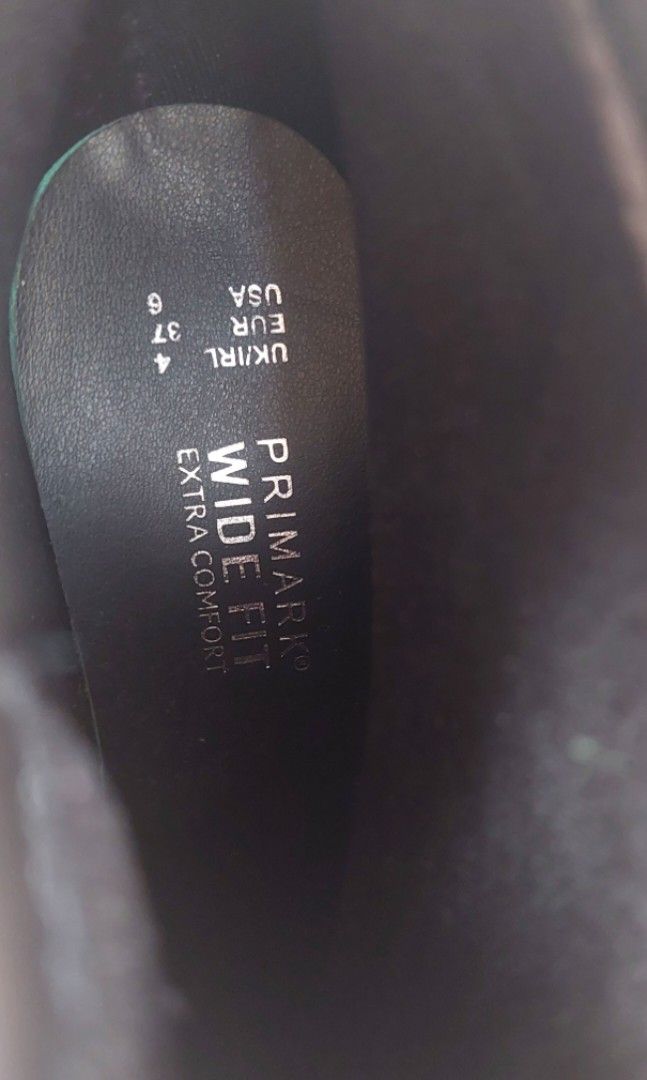 PRIMARK®
WIDE FIT
EXTRA COMFORT
UK/IRL 4
EUR 37
USA 6